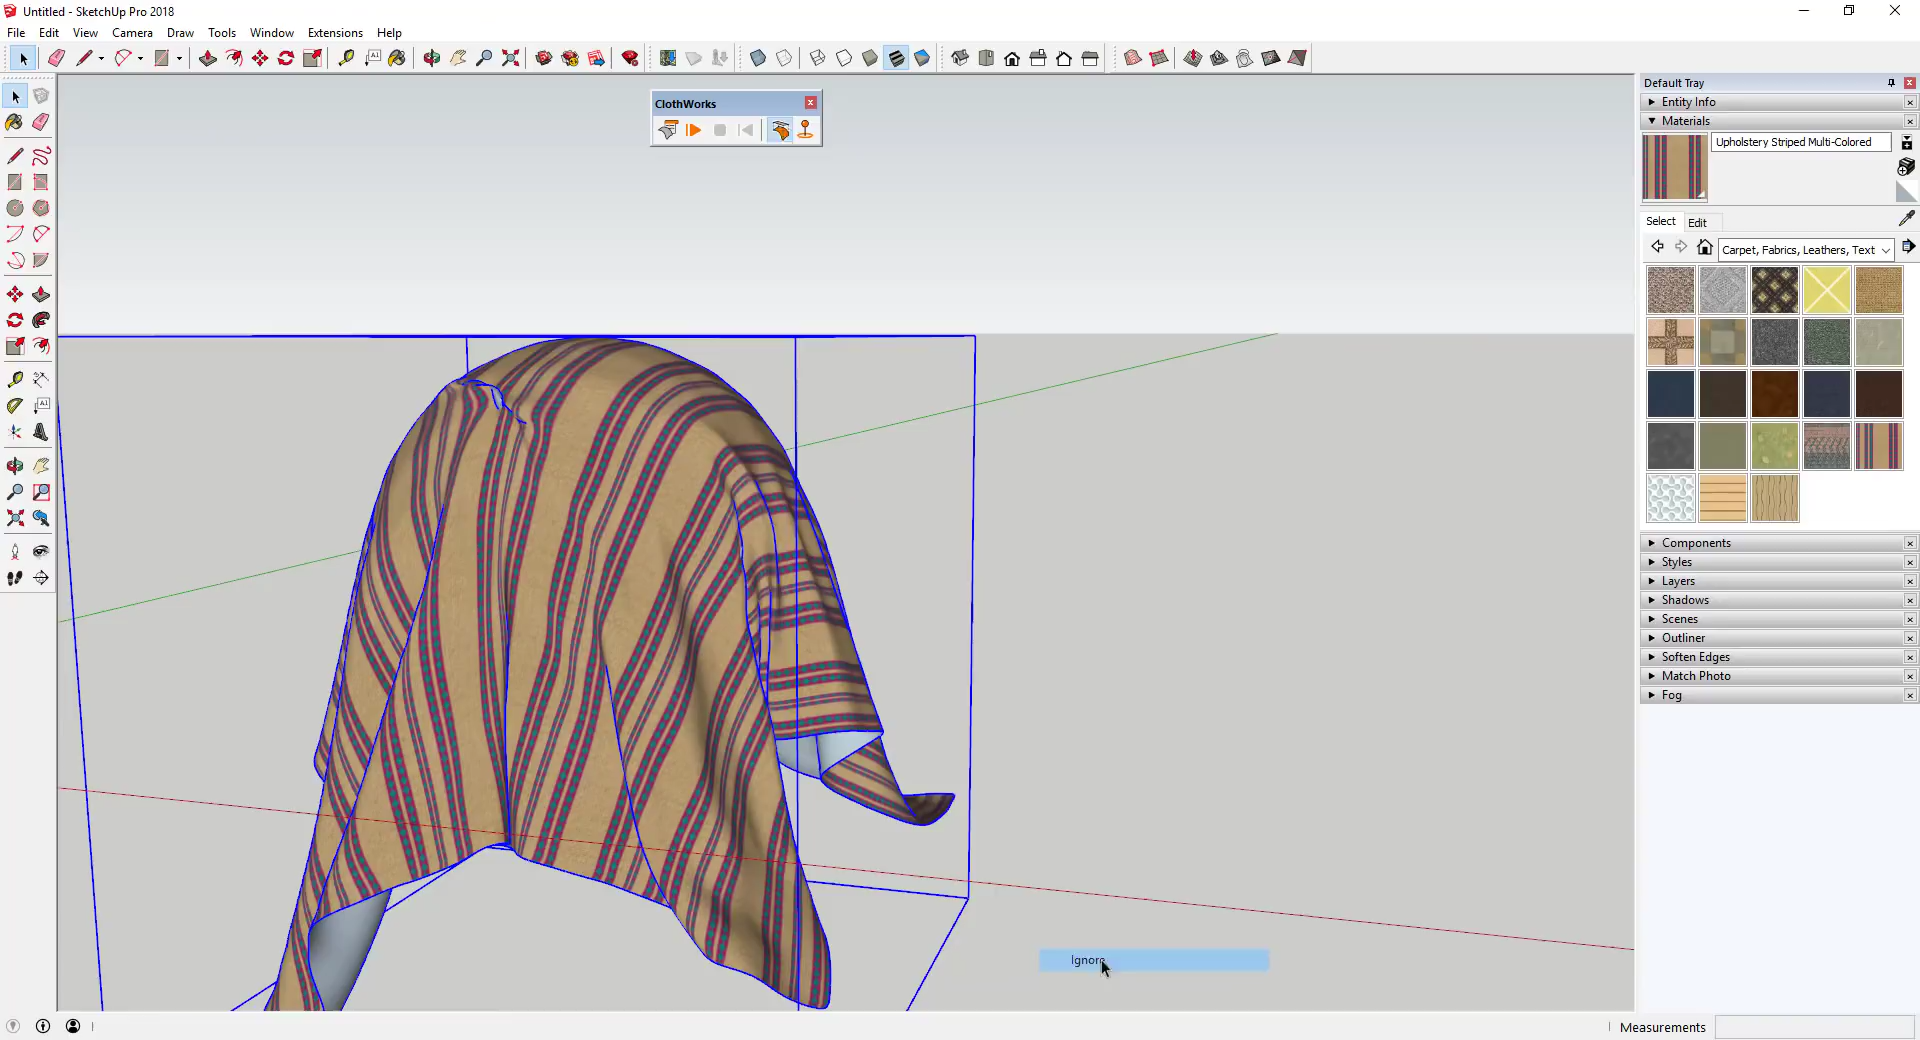 Untitled - SketchUp Pro 2018
File Edit View Camera Draw Tools Window Extensions Help
ClothWorks
Default Tray
Entity Info
Materials
Upholstery Striped Multi-Colored
Select Edit
Carpet, Fabrics, Leathers, Text
Components
Styles
Layers
Shadows
Scenes
Outliner
Soften Edges
Match Photo
Fog
Ignore
Measurements